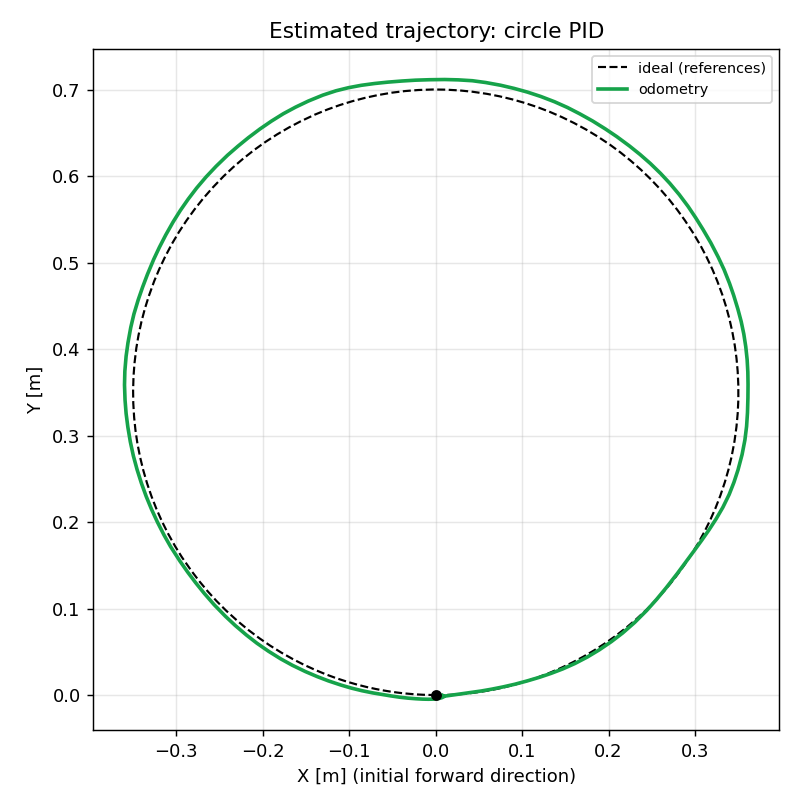 Estimated trajectory: circle PID
ideal (references)
odometry
Y [m]
0.7
0.6
0.5
0.4
0.3
0.2
0.1
0.0
−0.3 −0.2 −0.1 0.0 0.1 0.2 0.3
X [m] (initial forward direction)